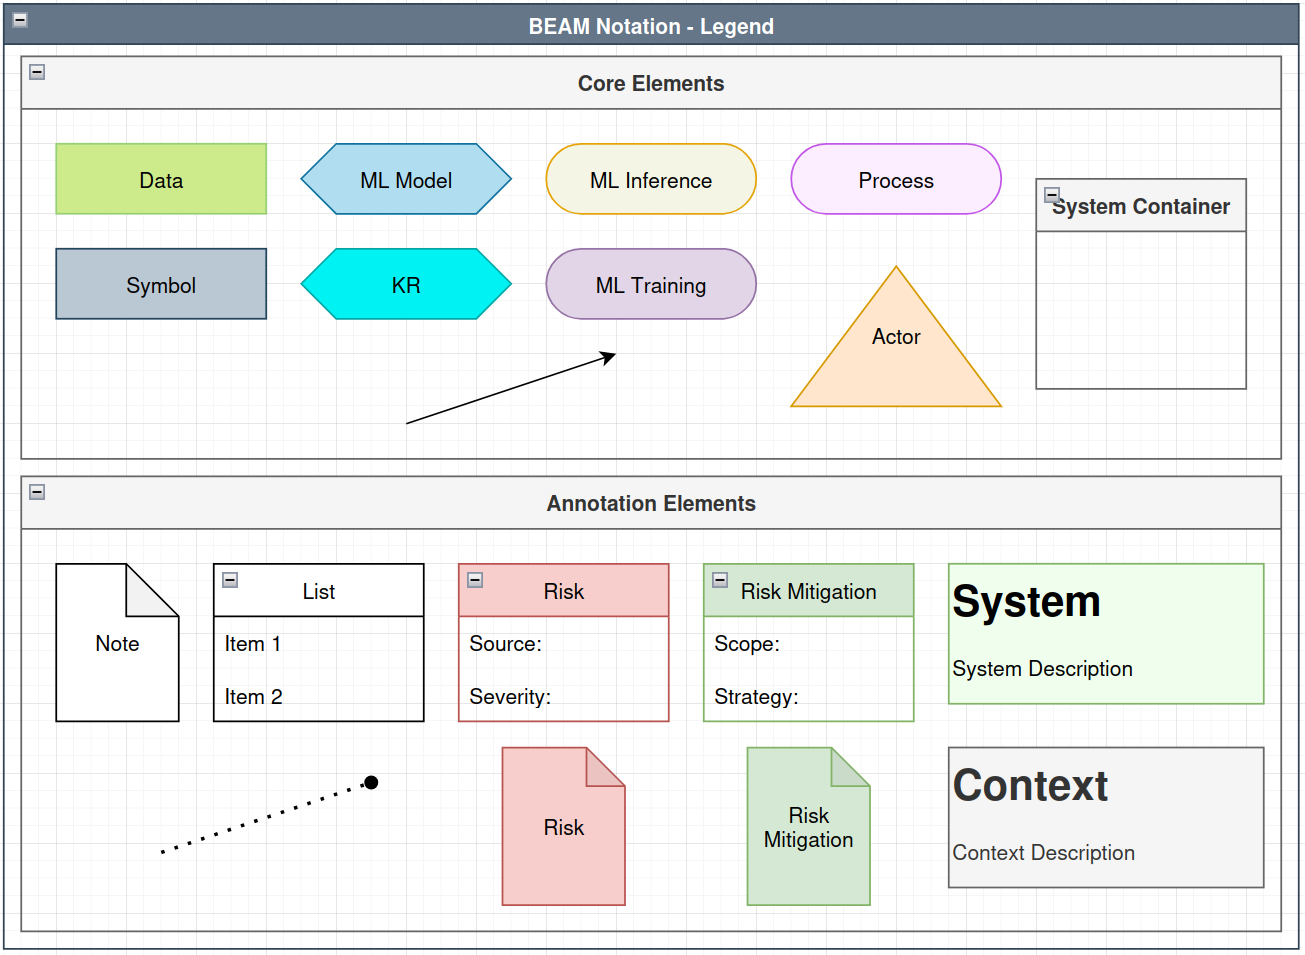 BEAM Notation - Legend
Core Elements
Data
ML Model
ML Inference
Process
System Container
Symbol
KR
ML Training
Actor
Annotation Elements
Note
List
Item 1
Item 2
Risk
Source:
Severity:
Risk Mitigation
Scope:
Strategy:
System
System Description
Risk
Risk
Mitigation
Context
Context Description